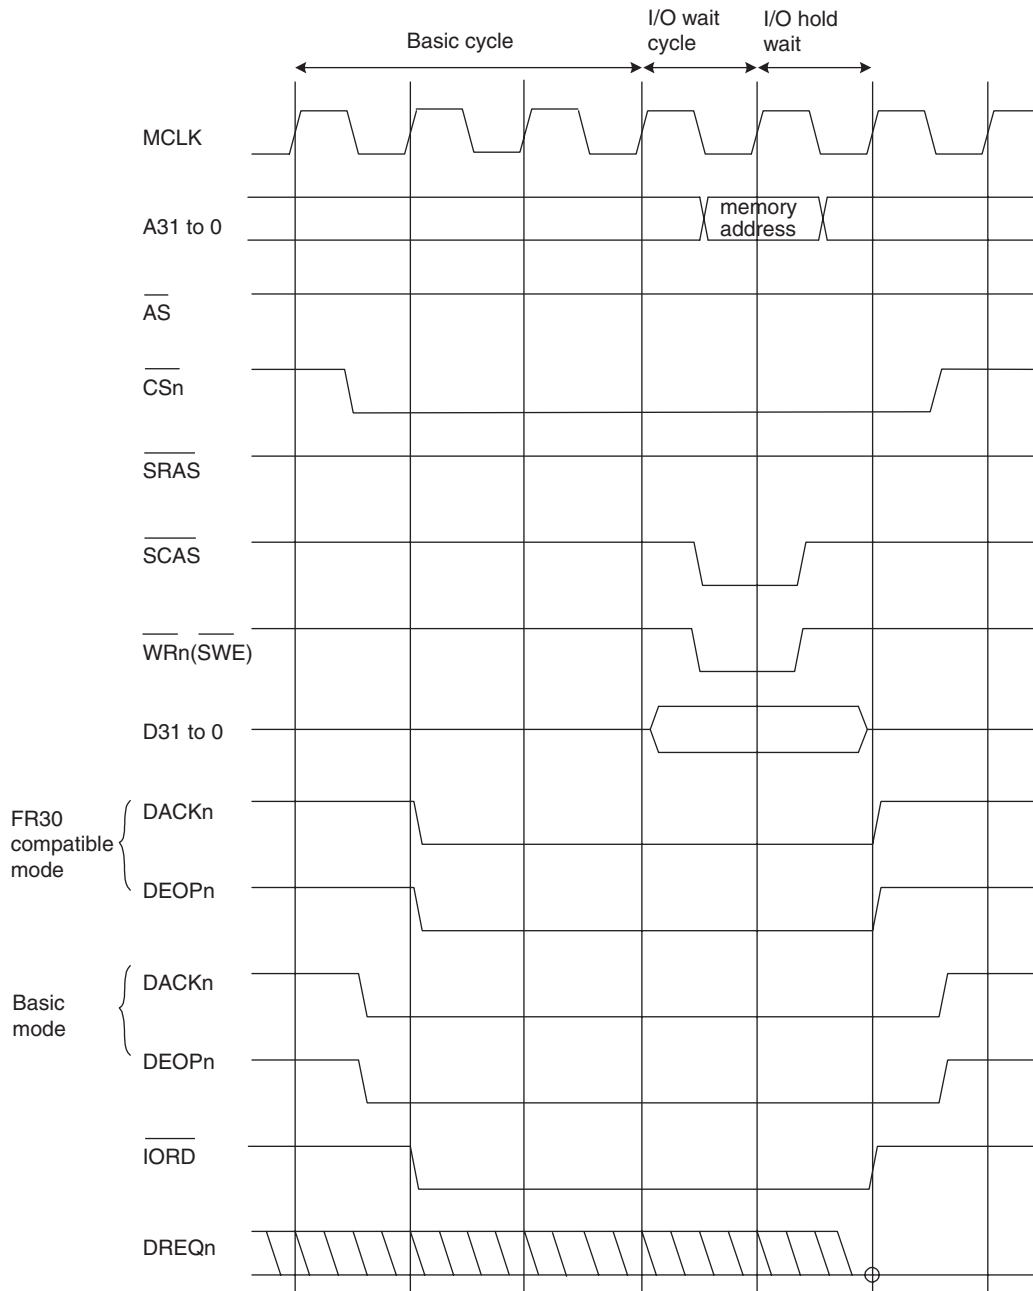 Basic cycle
I/O wait
cycle
I/O hold
wait
MCLK
A31 to 0
memory
address
AS
CSn
SRAS
SCAS
WRn(SWE)
D31 to 0
FR30
compatible
mode
DACKn
DEOPn
Basic
mode
DACKn
DEOPn
IORD
DREQn